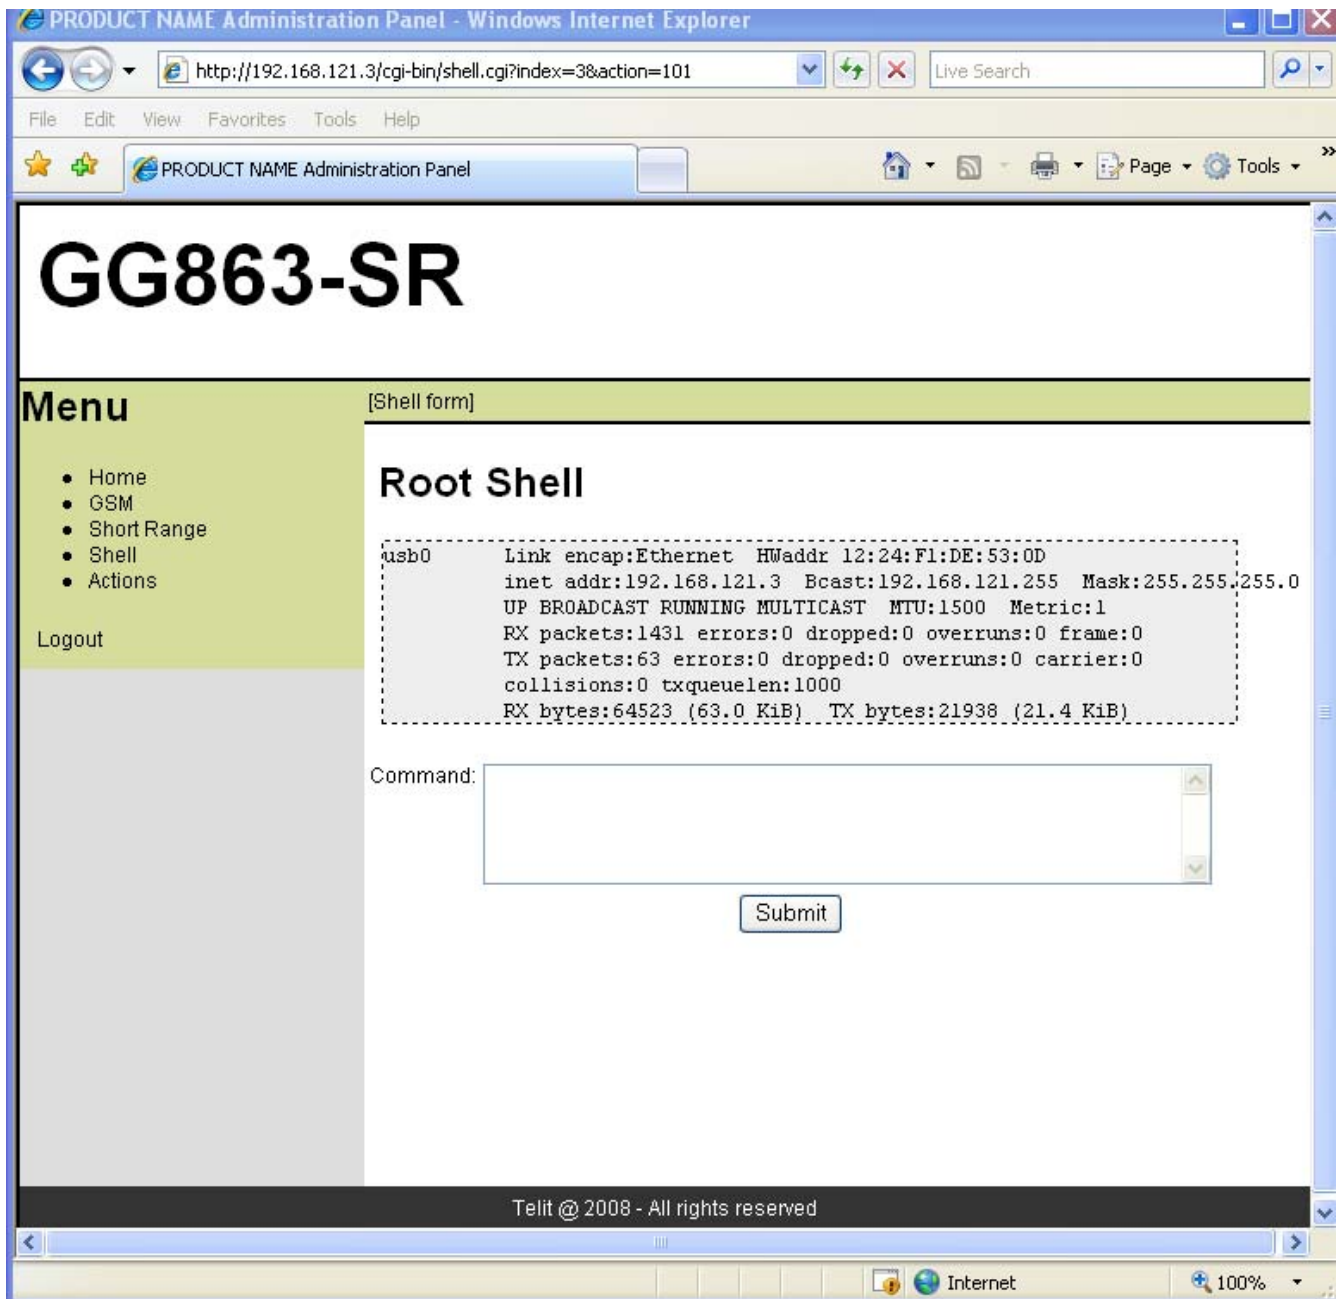 PRODUCT NAME Administration Panel - Windows Internet Explorer
http://192.168.121.3/cgi-bin/shell.cgi?index=3&action=101
Live Search
File Edit View Favorites Tools Help
PRODUCT NAME Administration Panel
Page Tools »
GG863-SR
Menu
[Shell form]
Home
GSM
Short Range
Shell
Actions
Logout
Root Shell
usb0 Link encap:Ethernet HWaddr 12:24:F1:DE:53:0D
inet addr:192.168.121.3 Bcast:192.168.121.255 Mask:255.255.255.0
UP BROADCAST RUNNING MULTICAST MTU:1500 Metric:1
RX packets:1431 errors:0 dropped:0 overruns:0 frame:0
TX packets:63 errors:0 dropped:0 overruns:0 carrier:0
collisions:0 txqueuelen:1000
RX bytes:64523 (63.0 KiB) TX bytes:21938 (21.4 KiB)
Command:
Submit
Telit @ 2008 - All rights reserved
Internet
100%